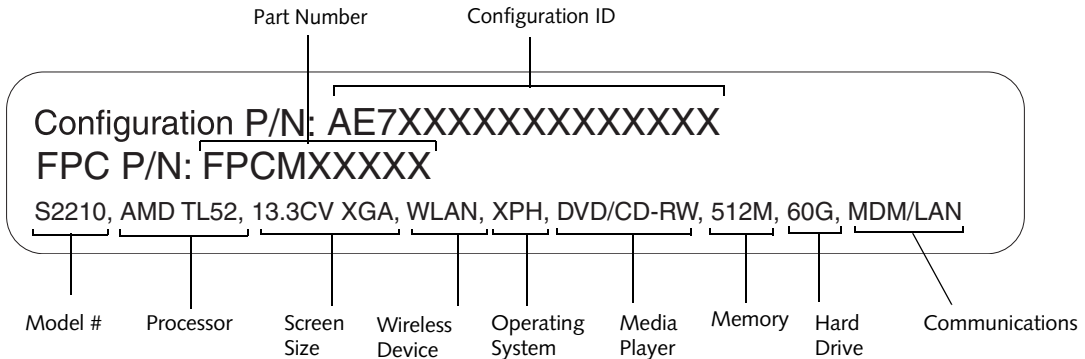 Part Number
Configuration ID
Configuration P/N: AE7XXXXXXXXXXXXX
FPC P/N: FPCMXXXXX
S2210, AMD TL52, 13.3CV XGA, WLAN, XPH, DVD/CD-RW, 512M, 60G, MDM/LAN
Model #
Processor
Screen
Size
Wireless
Device
Operating
System
Media
Player
Memory
Hard
Drive
Communications